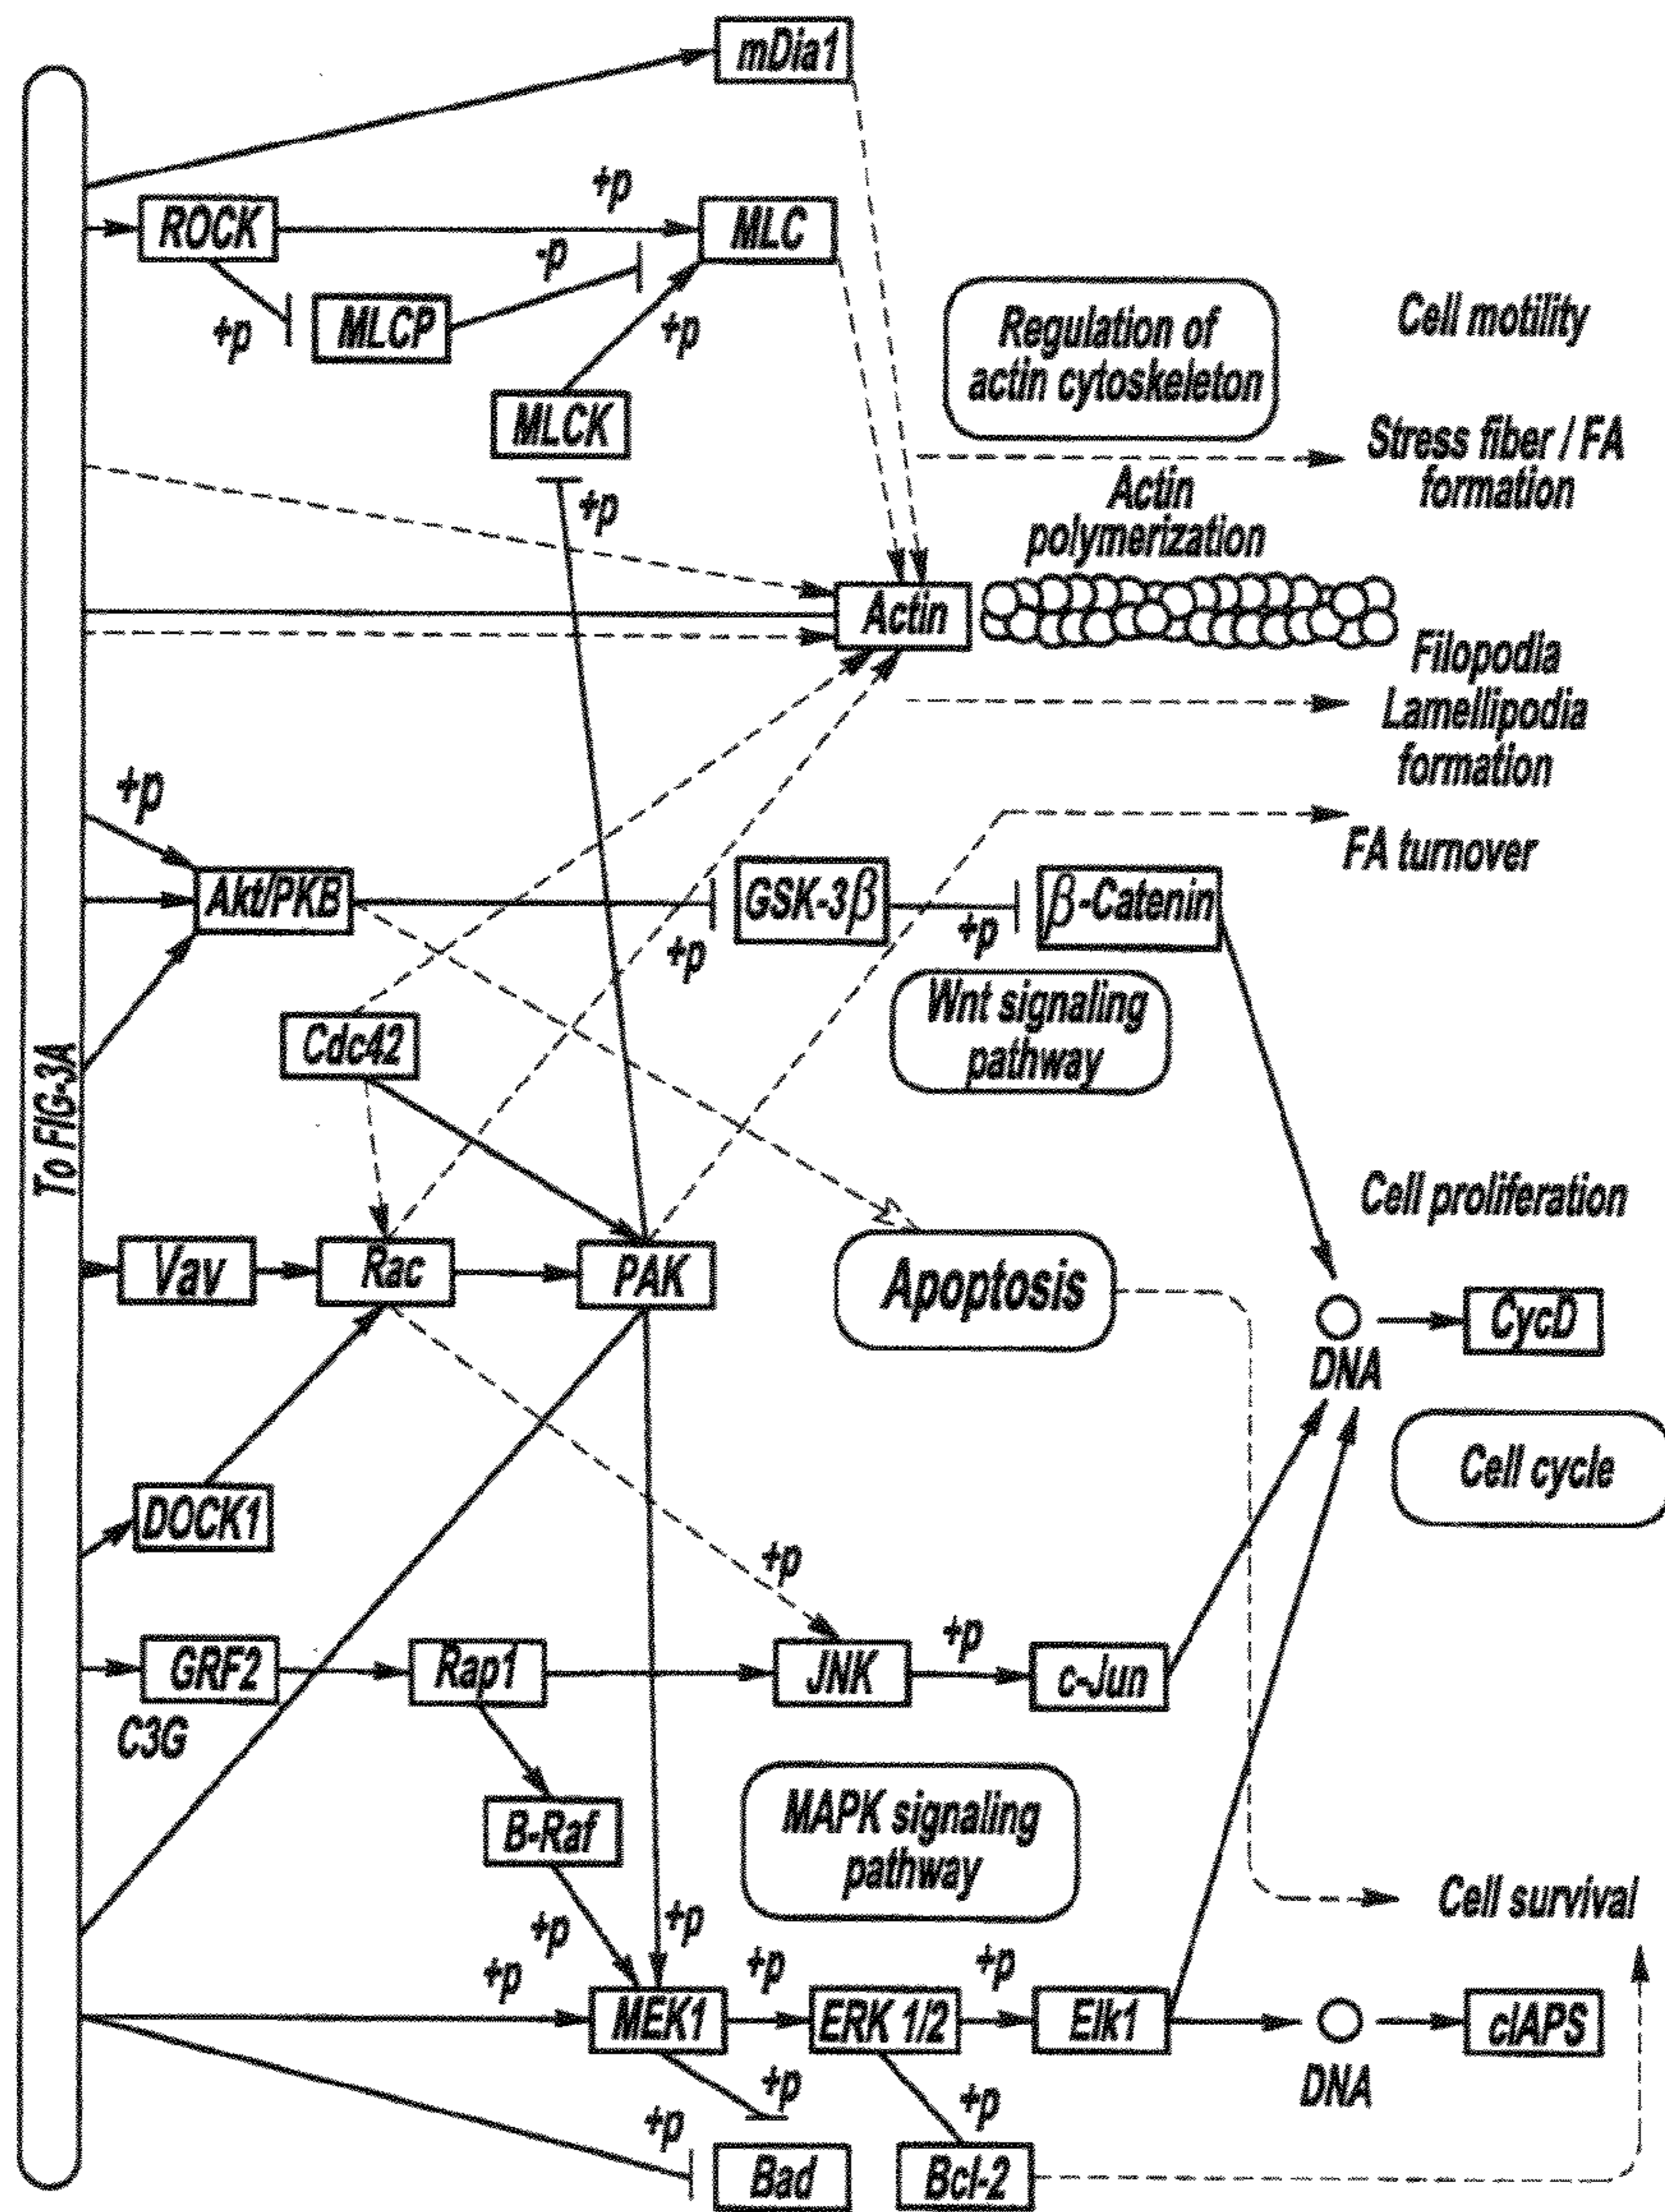 mDia1
+p
ROCK
MLC
-p
+p
MLCP
+p
MLCK
+p
Regulation of
actin cytoskeleton
Cell motility
Stress fiber / FA
formation
Actin
polymerization
Actin
Filopodia
Lamellipodia
formation
FA turnover
+p
Akt/PKB
+p
GSK-3β
+p
β-Catenin
Wnt signaling
pathway
Cdc42
To FIG-3A
Cell proliferation
Vav
Rac
PAK
Apoptosis
DNA
CycD
Cell cycle
DOCK1
+p
GRF2
C3G
Rap1
JNK
+p
c-Jun
B-Raf
MAPK signaling
pathway
Cell survival
+p
+p
+p
MEK1
+p
ERK 1/2
+p
Elk1
DNA
cIAPS
+p
+p
+p
Bad
Bcl-2